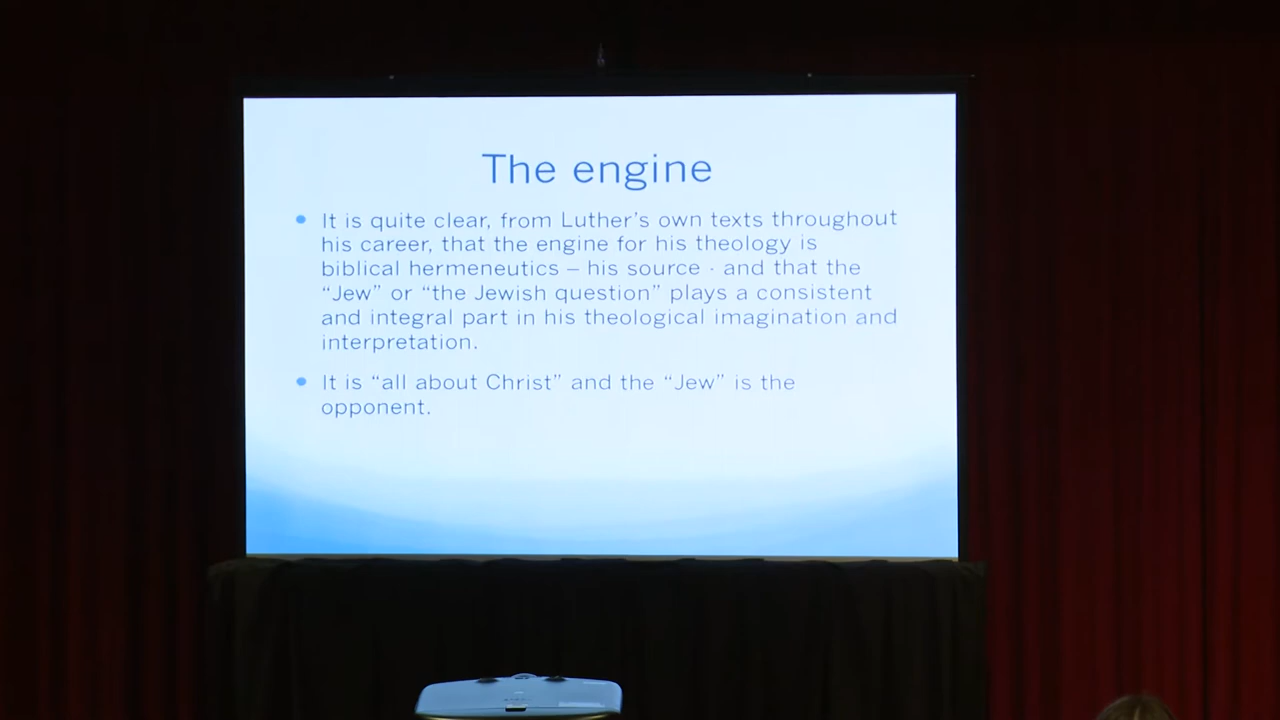 The engine
• It is quite clear, from Luther's own texts throughout
his career, that the engine for his theology is
biblical hermeneutics – his source - and that the
“Jew” or “the Jewish question” plays a consistent
and integral part in his theological imagination and
interpretation.
• It is “all about Christ” and the “Jew” is the
opponent.